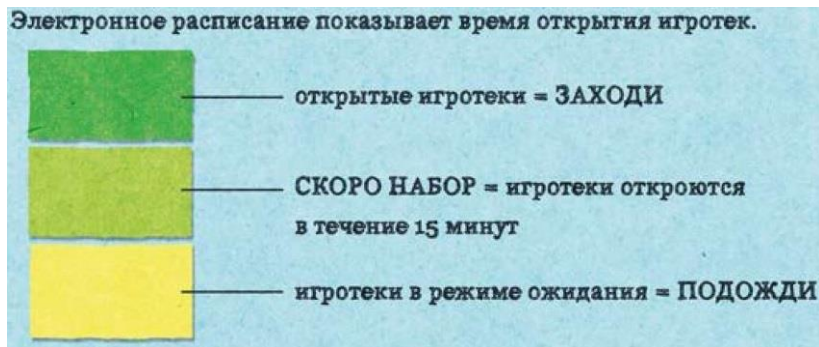 Электронное расписание показывает время открытия игротек.
открытые игротеки = ЗАХОДИ
СКОРО НАБОР = игротеки откроются
в течение 15 минут
игротеки в режиме ожидания = ПОДОЖДИ